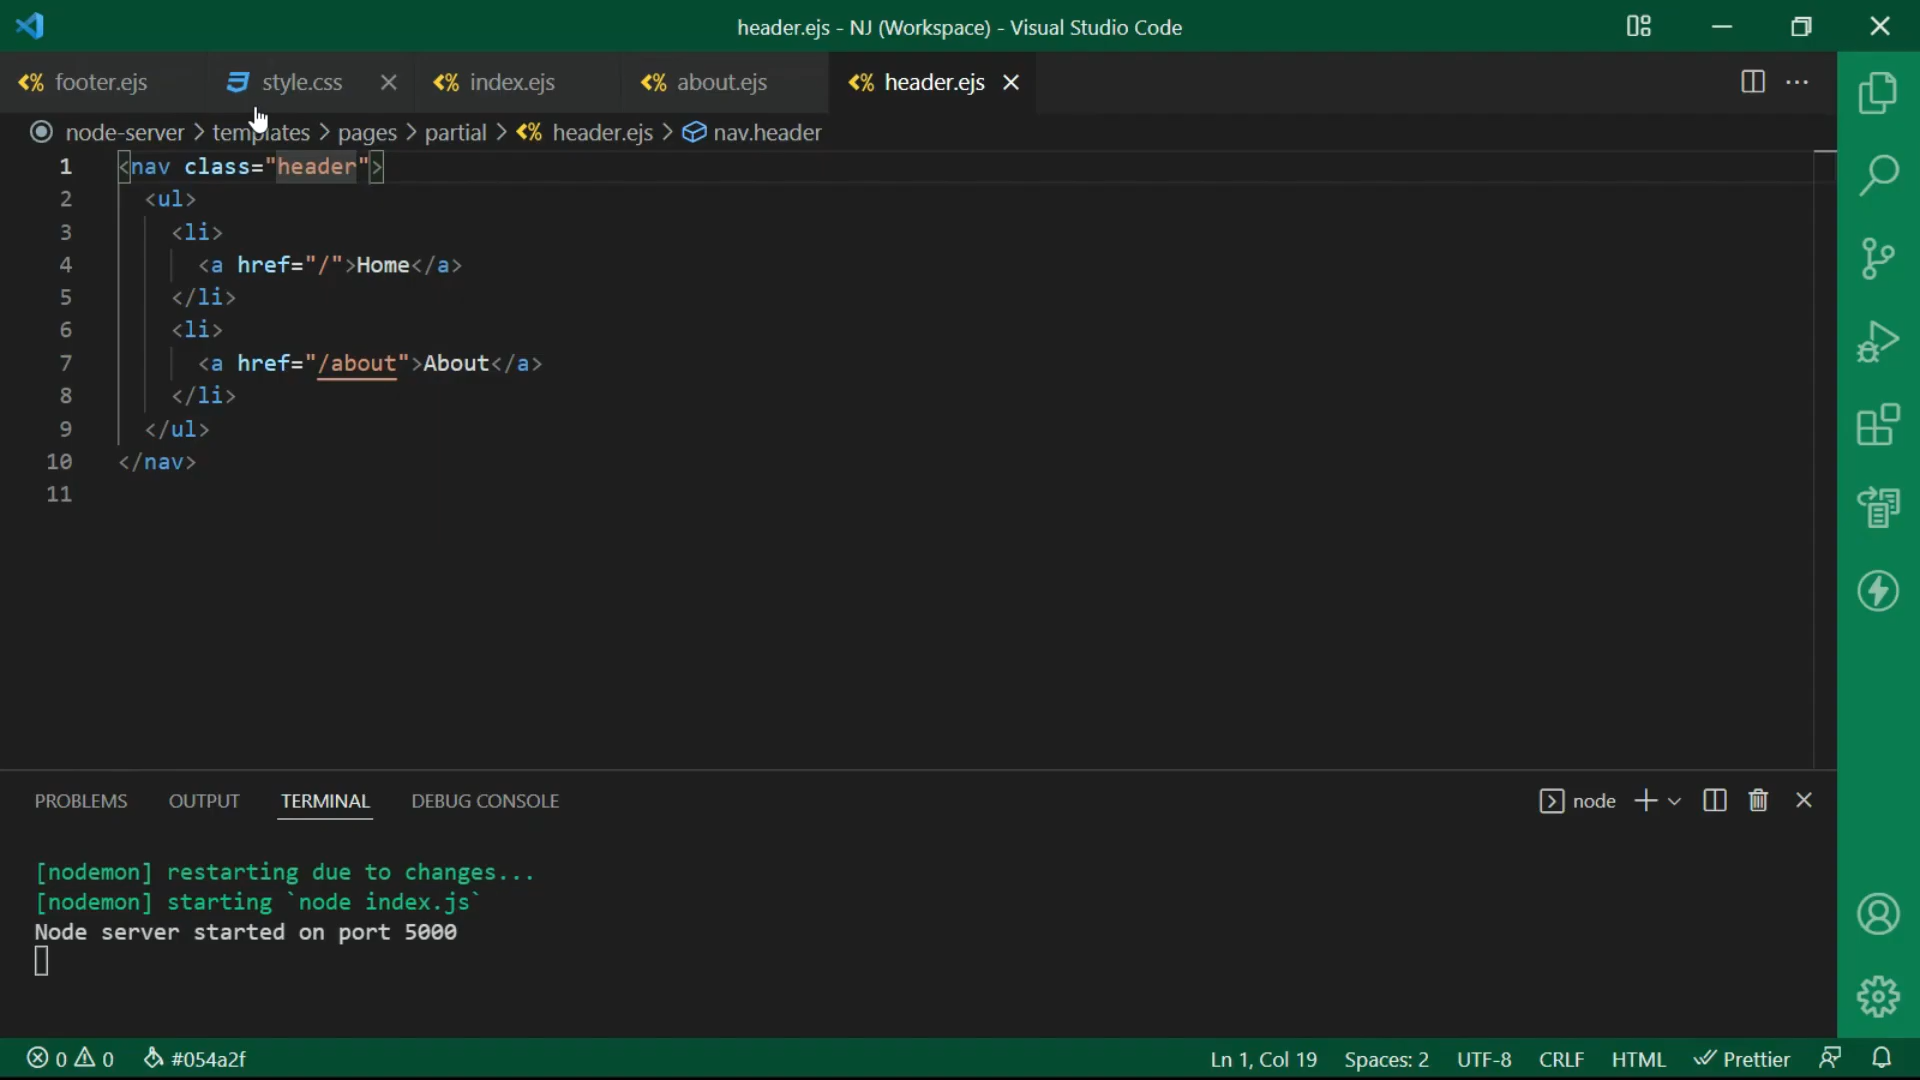 header.ejs - NJ (Workspace) - Visual Studio Code
footer.ejs style.css index.ejs about.ejs header.ejs
node-server > templates > pages > partial > header.ejs > nav.header
1 <nav class="header">
2 <ul>
3 <li>
4 <a href="/">Home</a>
5 </li>
6 <li>
7 <a href="/about">About</a>
8 </li>
9 </ul>
10 </nav>
11
PROBLEMS OUTPUT TERMINAL DEBUG CONSOLE node
[nodemon] restarting due to changes...
[nodemon] starting `node index.js`
Node server started on port 5000
0 0 #054a2f Ln 1, Col 19 Spaces: 2 UTF-8 CRLF HTML Prettier